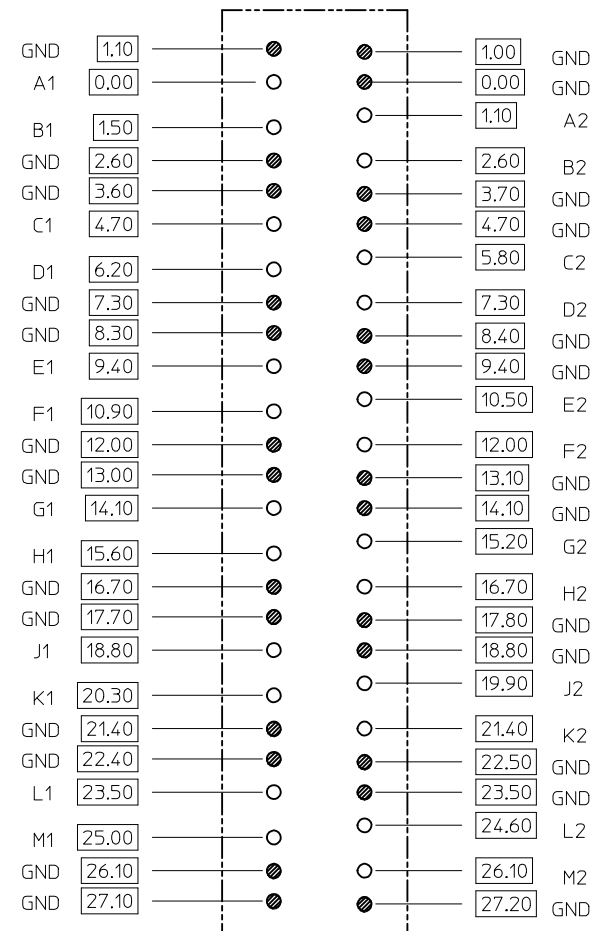 GND 1.10
A1 0.00
B1 1.50
GND 2.60
GND 3.60
C1 4.70
D1 6.20
GND 7.30
GND 8.30
E1 9.40
F1 10.90
GND 12.00
GND 13.00
G1 14.10
H1 15.60
GND 16.70
GND 17.70
J1 18.80
K1 20.30
GND 21.40
GND 22.40
L1 23.50
M1 25.00
GND 26.10
GND 27.10
1.00 GND
0.00 GND
1.10 A2
2.60 B2
3.70 GND
4.70 GND
5.80 C2
7.30 D2
8.40 GND
9.40 GND
10.50 E2
12.00 F2
13.10 GND
14.10 GND
15.20 G2
16.70 H2
17.80 GND
18.80 GND
19.90 J2
21.40 K2
22.50 GND
23.50 GND
24.60 L2
26.10 M2
27.20 GND